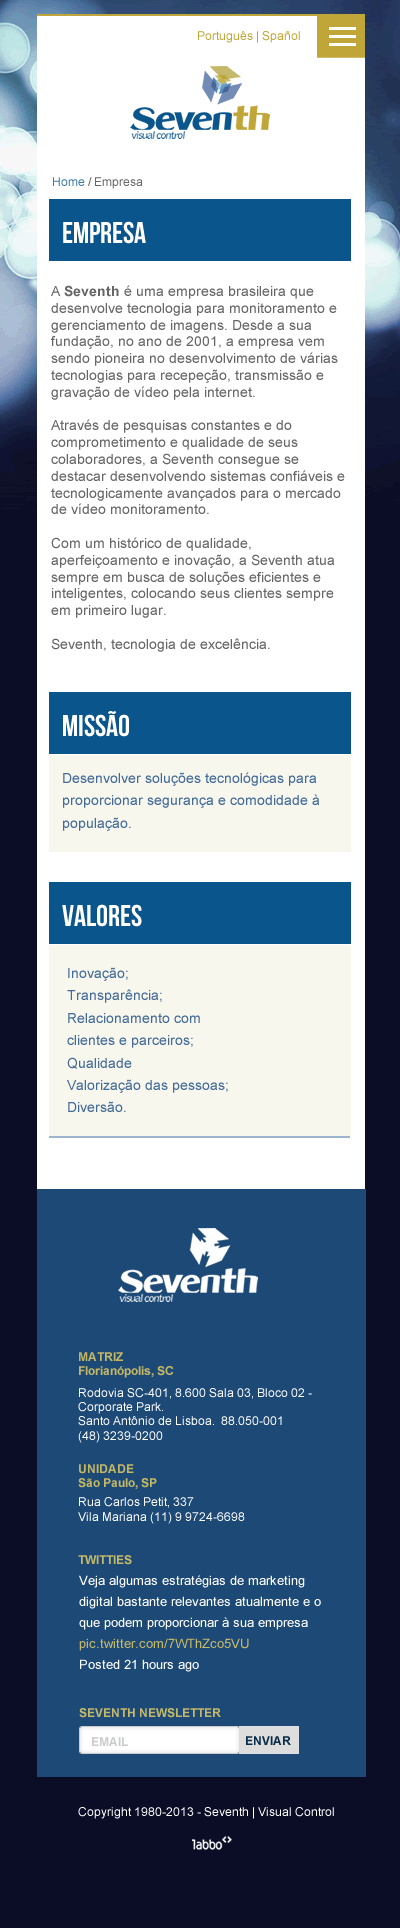 Português | Spañol
Seventh
visual control
Home / Empresa
EMPRESA
A Seventh é uma empresa brasileira que
desenvolve tecnologia para monitoramento e
gerenciamento de imagens. Desde a sua
fundação, no ano de 2001, a empresa vem
sendo pioneira no desenvolvimento de várias
tecnologias para recepeção, transmissão e
gravação de vídeo pela internet.
Através de pesquisas constantes e do
comprometimento e qualidade de seus
colaboradores, a Seventh consegue se
destacar desenvolvendo sistemas confiáveis e
tecnologicamente avançados para o mercado
de vídeo monitoramento.
Com um histórico de qualidade,
aperfeiçoamento e inovação, a Seventh atua
sempre em busca de soluções eficientes e
inteligentes, colocando seus clientes sempre
em primeiro lugar.
Seventh, tecnologia de excelência.
MISSÃO
Desenvolver soluções tecnológicas para
proporcionar segurança e comodidade à
população.
VALORES
Inovação;
Transparência;
Relacionamento com
clientes e parceiros;
Qualidade
Valorização das pessoas;
Diversão.
Seventh
visual control
MATRIZ
Florianópolis, SC
Rodovia SC-401, 8.600 Sala 03, Bloco 02 -
Corporate Park.
Santo Antônio de Lisboa.  88.050-001
(48) 3239-0200
UNIDADE
São Paulo, SP
Rua Carlos Petit, 337
Vila Mariana (11) 9 9724-6698
TWITTIES
Veja algumas estratégias de marketing
digital bastante relevantes atualmente e o
que podem proporcionar à sua empresa
pic.twitter.com/7WThZco5VU
Posted 21 hours ago
SEVENTH NEWSLETTER
EMAIL ENVIAR
Copyright 1980-2013 - Seventh | Visual Control
labbo<>